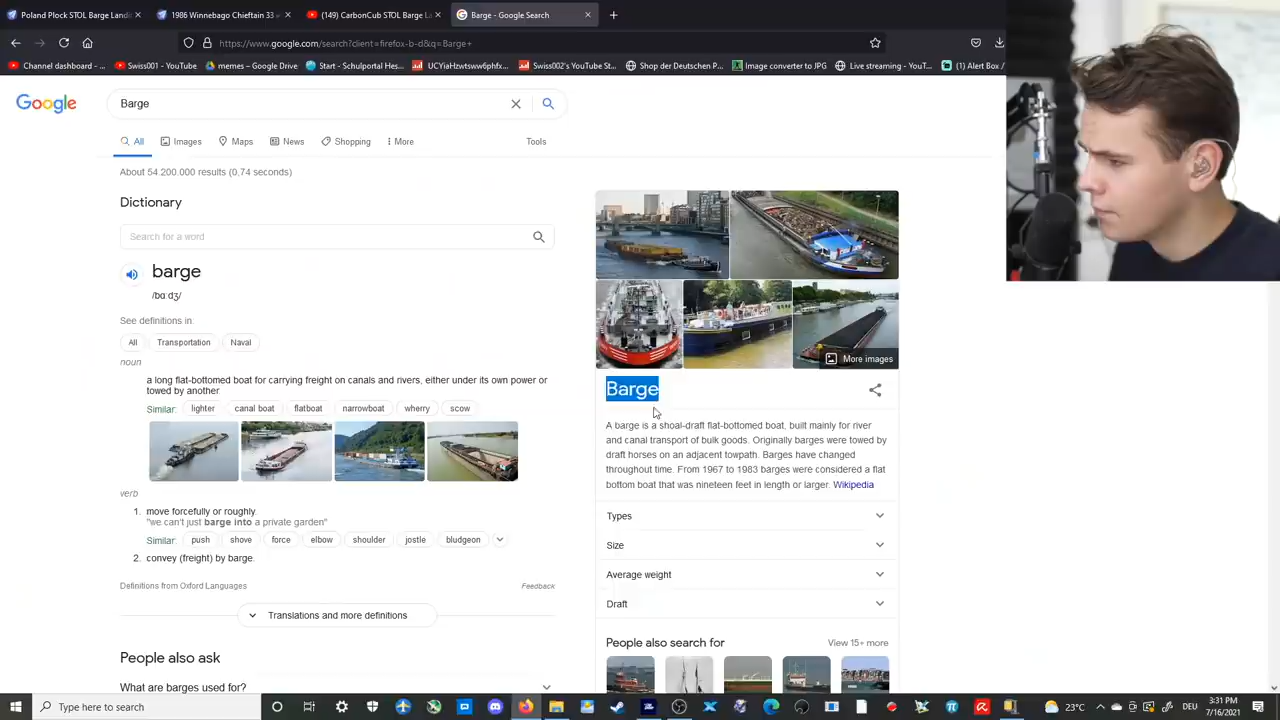 Poland Plock Landi
1986 Aviemore Chieftain 33
(149) CarbonCub STOL Barge La
Barge - Google Search
https://www.google.com/search?client=firefox-b-d&q=Barge+
Channel dashboard - ...
Swiss001 - YouTube
memes – Google Drive
Start - Schulportal Hes...
UCYiaHzwtsww6phfx...
Swiss002's YouTube St...
Shop der Deutschen P...
Image converter to JPG
Live streaming - YouT...
(1) Alert Box /
Google
Barge
All
Images
Maps
News
Shopping
More
Tools
About 54.200.000 results (0,74 seconds)
Dictionary
Search for a word
barge
/bɑːdʒ/
See definitions in:
All
Transportation
Naval
noun
a long flat-bottomed boat for carrying freight on canals and rivers, either under its own power or
towed by another.
Similar:
lighter
canal boat
flatboat
narrowboat
wherry
scow
verb
1. move forcefully or roughly.
"we can't just barge into a private garden"
Similar:
push
shove
force
elbow
shoulder
jostle
bludgeon
2. convey (freight) by barge.
Definitions from Oxford Languages
Feedback
Translations and more definitions
People also ask
What are barges used for?
More images
Barge
A barge is a shoal-draft flat-bottomed boat, built mainly for river
and canal transport of bulk goods. Originally barges were towed by
draft horses on an adjacent towpath. Barges have changed
throughout time. From 1967 to 1983 barges were considered a flat
bottom boat that was nineteen feet in length or larger. Wikipedia
Types
Size
Average weight
Draft
People also search for
View 15+ more
Type here to search
23°C
DEU
3:31 PM
7/16/2021